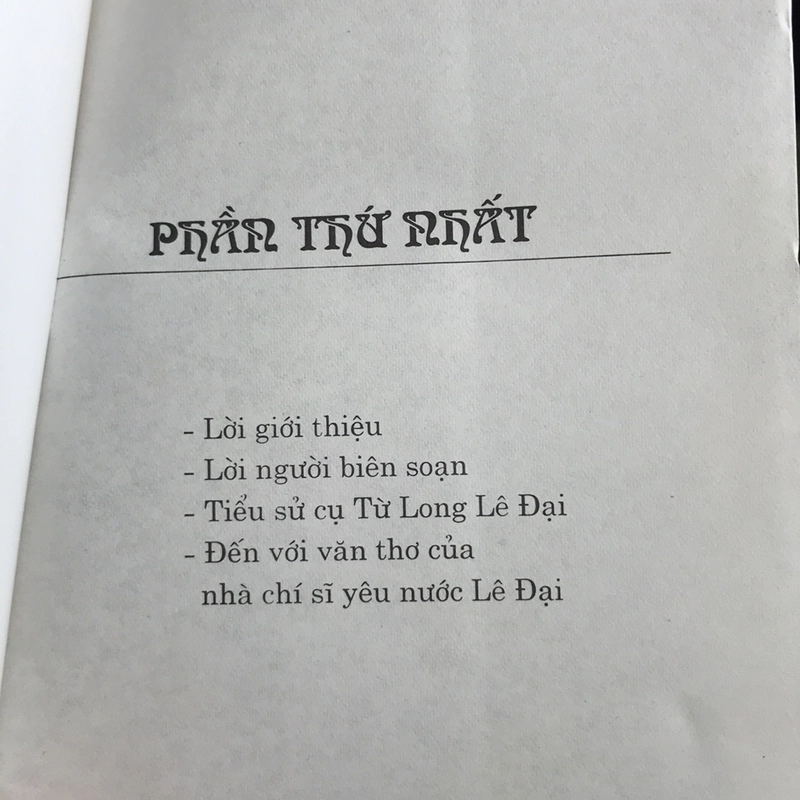 PHẦN THỨ NHẤT
- Lời giới thiệu
- Lời người biên soạn
- Tiểu sử cụ Từ Long Lê Đại
- Đến với văn thơ của
nhà chí sĩ yêu nước Lê Đại